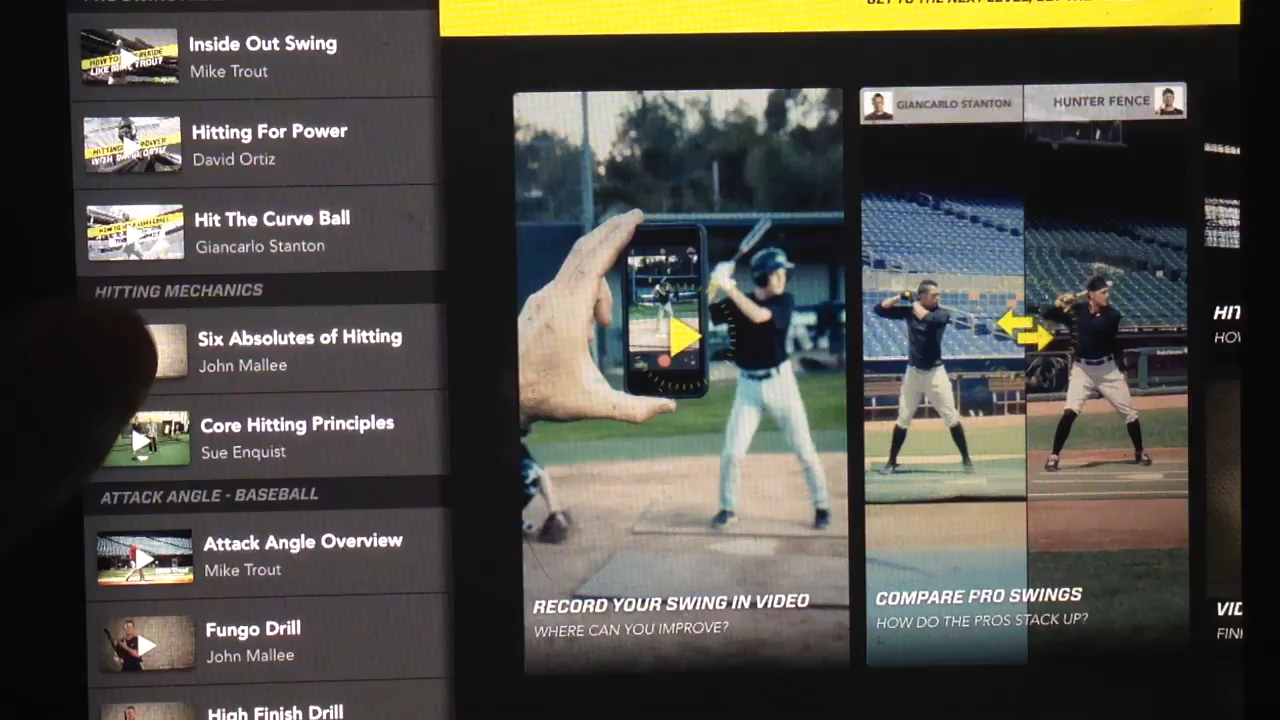 Inside Out Swing
Mike Trout
Hitting For Power
David Ortiz
Hit The Curve Ball
Giancarlo Stanton
HITTING MECHANICS
Six Absolutes of Hitting
John Mallee
Core Hitting Principles
Sue Enquist
ATTACK ANGLE - BASEBALL
Attack Angle Overview
Mike Trout
Fungo Drill
John Mallee
High Finish Drill
GIANCARLO STANTON
HUNTER FENCE
RECORD YOUR SWING IN VIDEO
WHERE CAN YOU IMPROVE?
COMPARE PRO SWINGS
HOW DO THE PROS STACK UP?